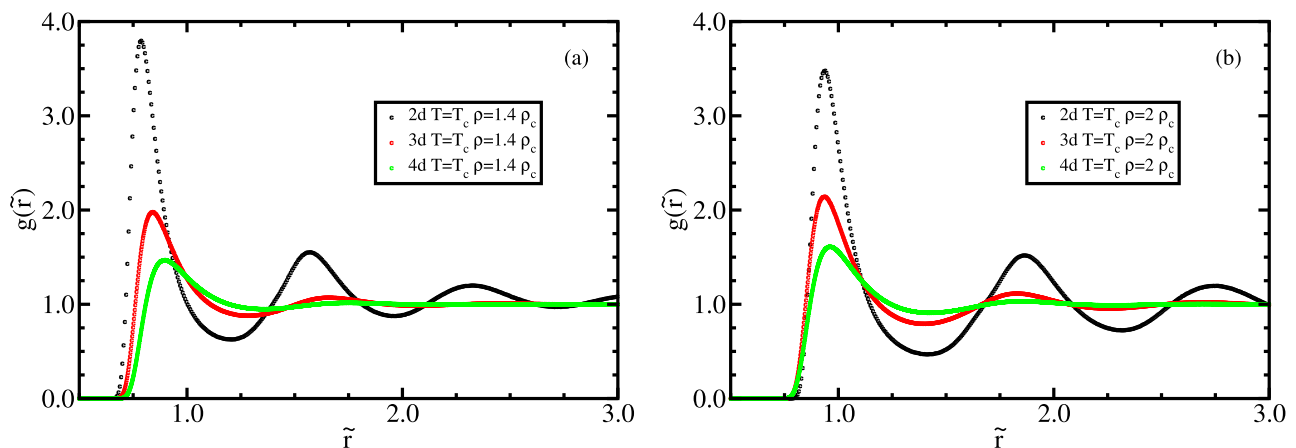 4.0
3.0
2.0
1.0
0.0
g(r̃)
(a)
2d T=T_c ρ=1.4 ρ_c
3d T=T_c ρ=1.4 ρ_c
4d T=T_c ρ=1.4 ρ_c
1.0 2.0 3.0
r̃
4.0
3.0
2.0
1.0
0.0
g(r̃)
(b)
2d T=T_c ρ=2 ρ_c
3d T=T_c ρ=2 ρ_c
4d T=T_c ρ=2 ρ_c
1.0 2.0 3.0
r̃